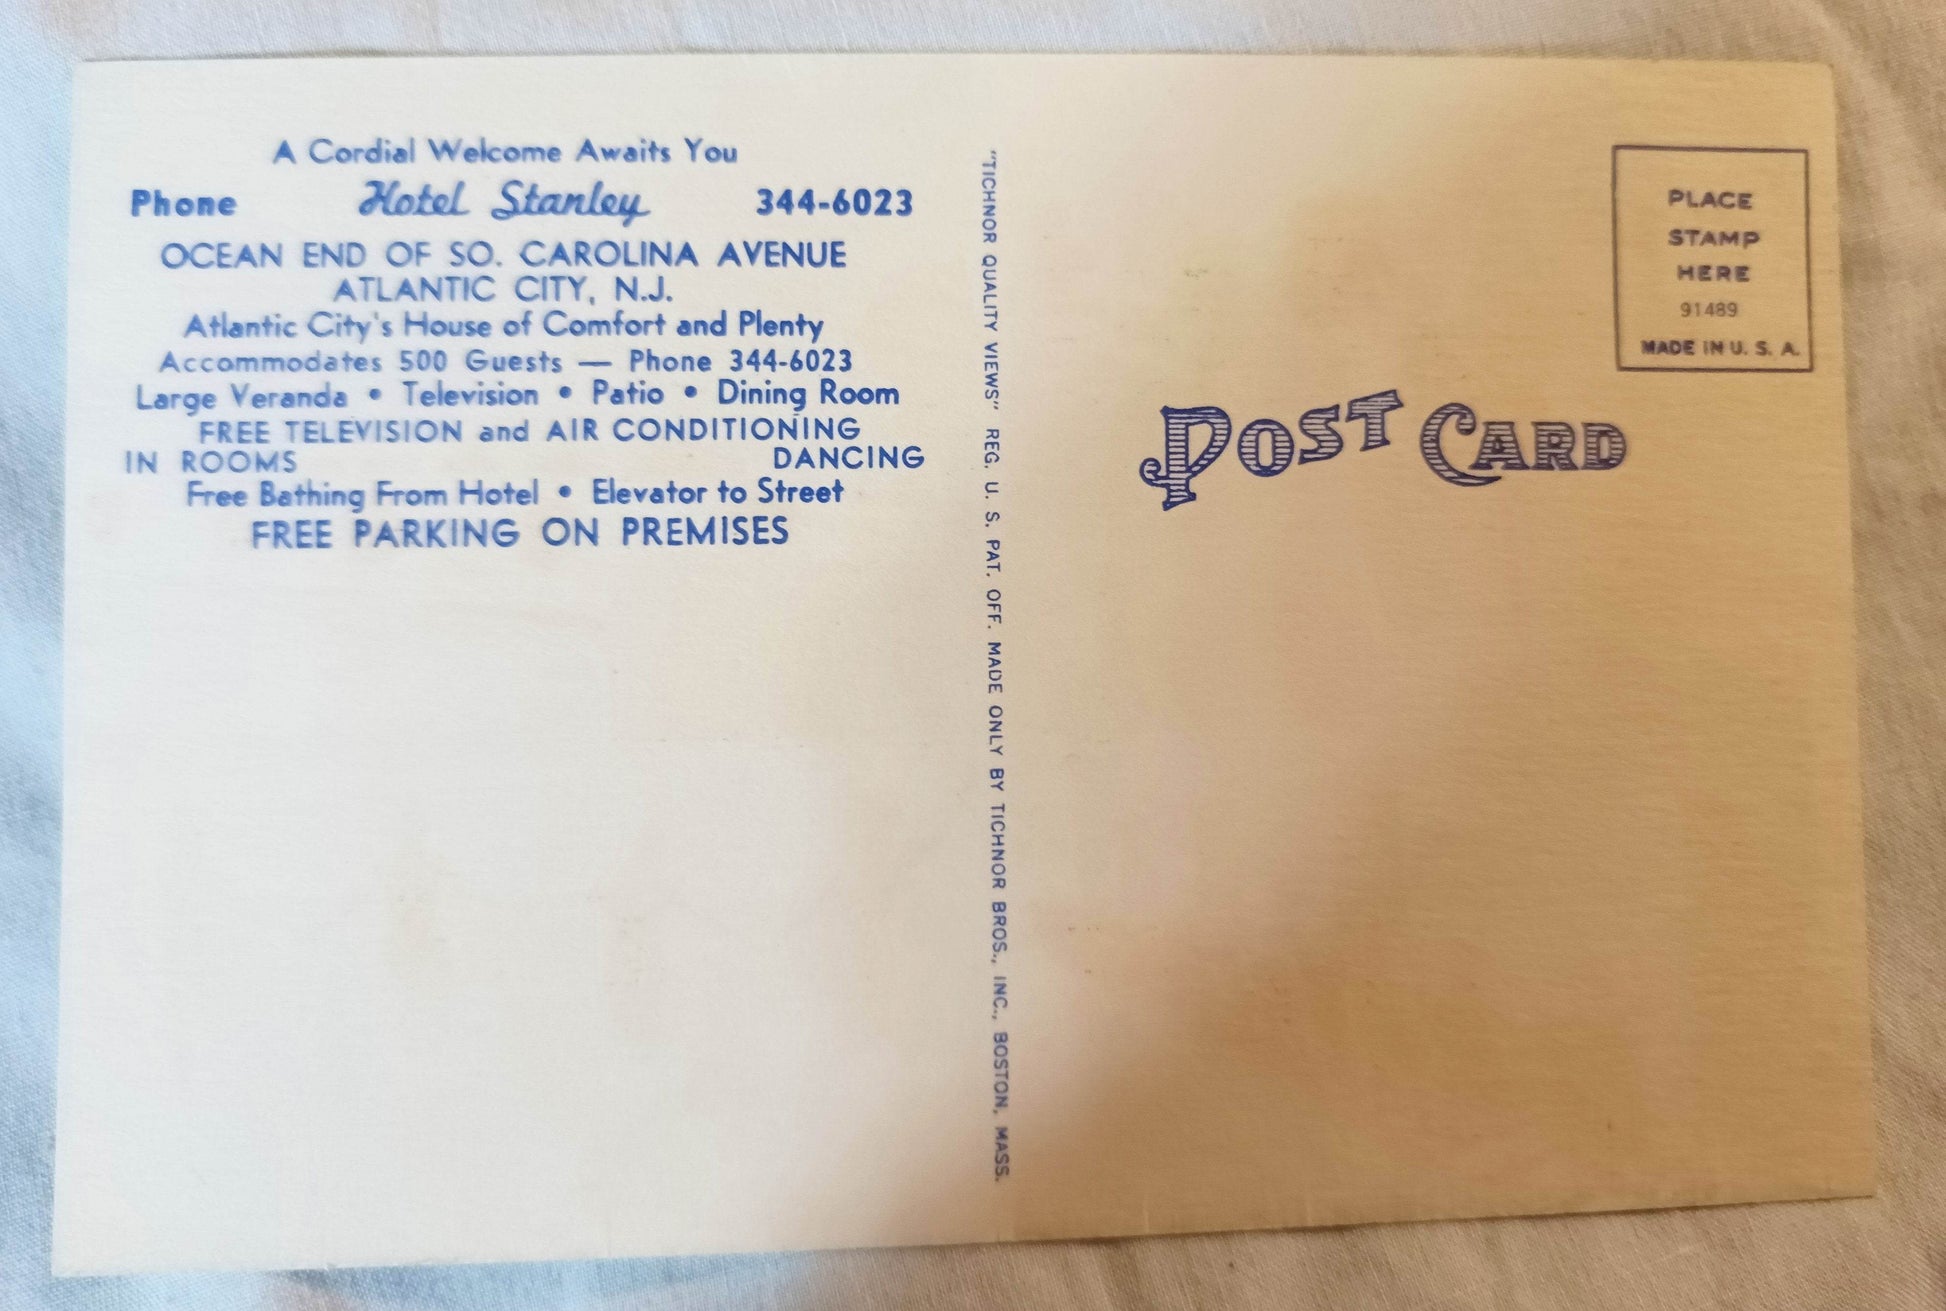 A Cordial Welcome Awaits You
Phone Hotel Stanley 344-6023
OCEAN END OF SO. CAROLINA AVENUE
ATLANTIC CITY, N.J.
Atlantic City's House of Comfort and Plenty
Accommodates 500 Guests — Phone 344-6023
Large Veranda • Television • Patio • Dining Room
FREE TELEVISION and AIR CONDITIONING
IN ROOMS DANCING
Free Bathing From Hotel • Elevator to Street
FREE PARKING ON PREMISES
"TICHNOR QUALITY VIEWS" REG. U. S. PAT. OFF. MADE ONLY BY TICHNOR BROS., INC., BOSTON, MASS.
POST CARD
PLACE
STAMP
HERE
91489
MADE IN U. S. A.